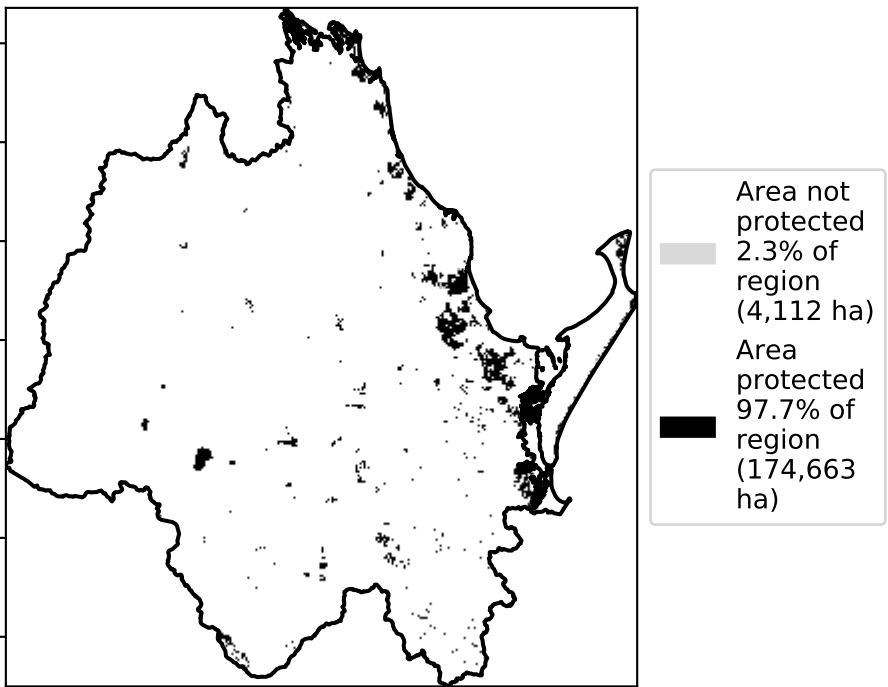 Area not
protected
2.3% of
region
(4,112 ha)
Area
protected
97.7% of
region
(174,663
ha)